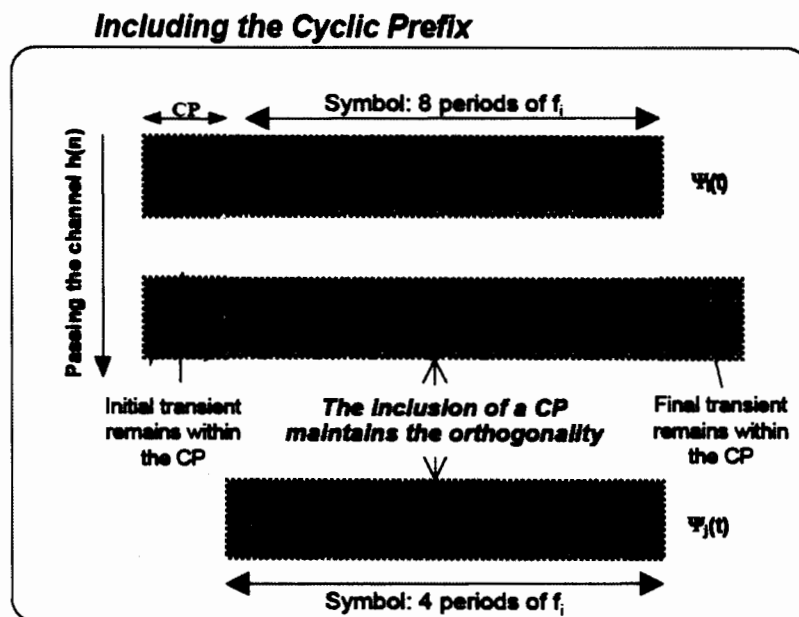 Including the Cyclic Prefix
CP
Symbol: 8 periods of fi
Passing the channel h(n)
Ψi(t)
Initial transient
remains within
the CP
The inclusion of a CP
maintains the orthogonality
Final transient
remains within
the CP
Ψj(t)
Symbol: 4 periods of fi